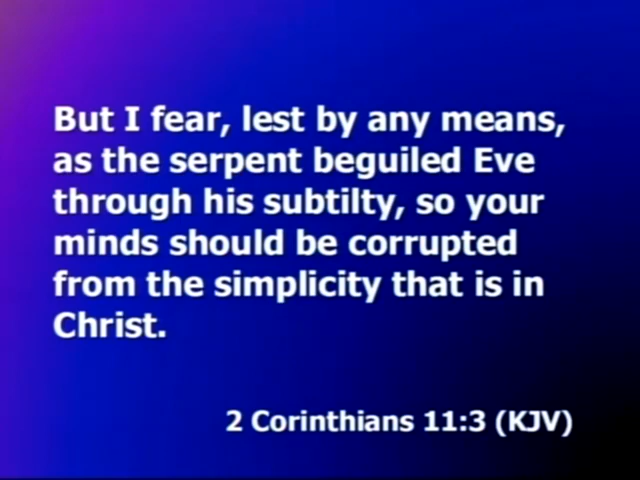 But I fear, lest by any means,
as the serpent beguiled Eve
through his subtilty, so your
minds should be corrupted
from the simplicity that is in
Christ.
2 Corinthians 11:3 (KJV)